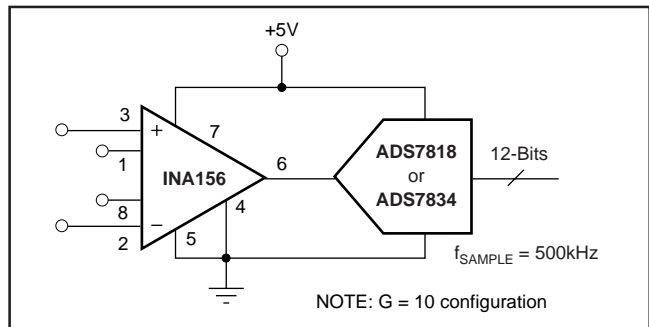 +5V
3
+
7
1
INA156
6
ADS7818
or
ADS7834
12-Bits
8
4
−
5
2
fSAMPLE = 500kHz
NOTE: G = 10 configuration